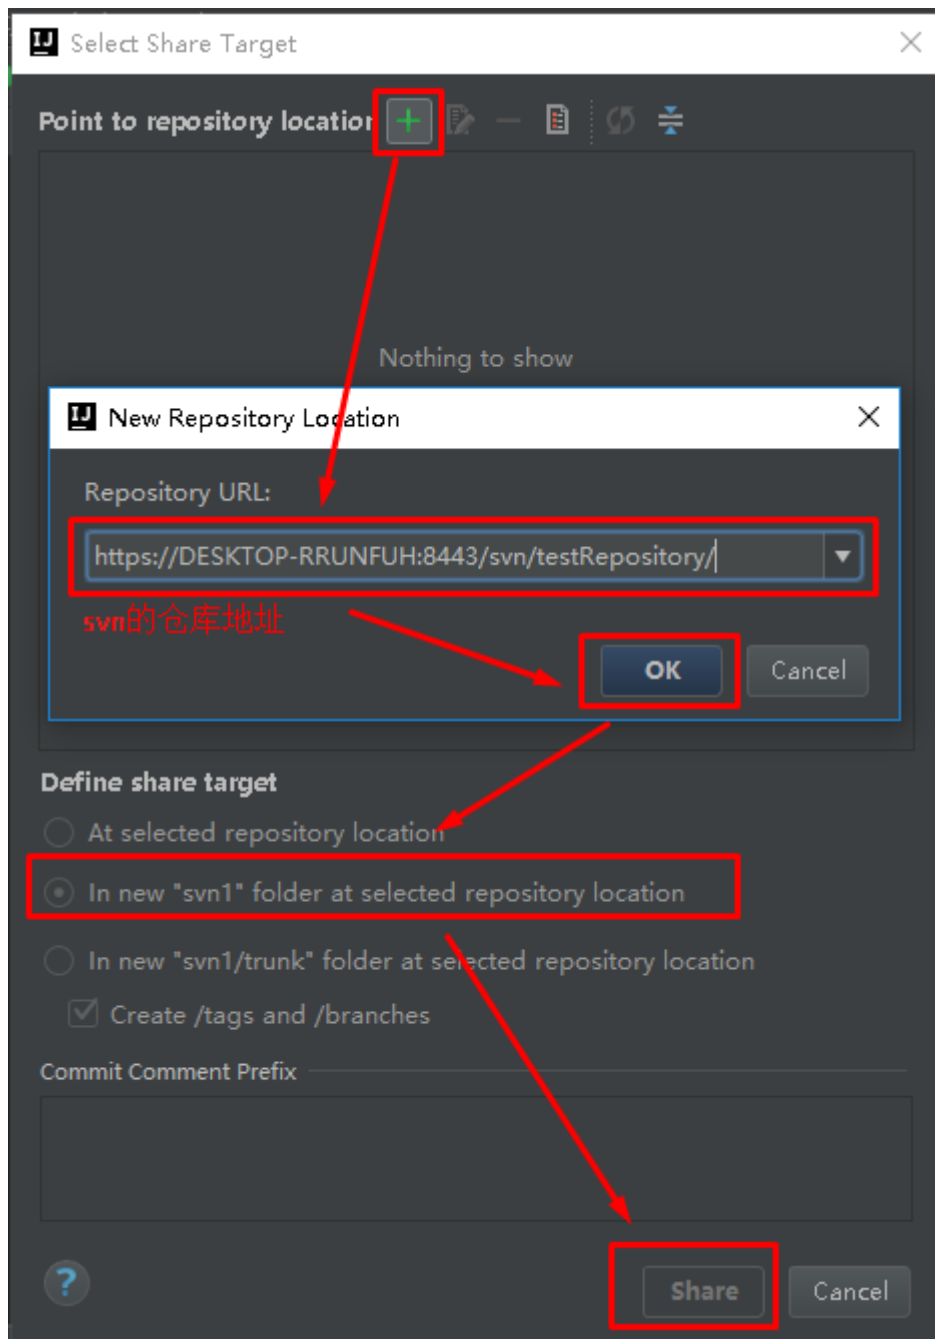 IJ Select Share Target
Point to repository location
Nothing to show
IJ New Repository Location
Repository URL:
https://DESKTOP-RRUNFUH:8443/svn/testRepository/
svn的仓库地址
OK Cancel
Define share target
At selected repository location
In new "svn1" folder at selected repository location
In new "svn1/trunk" folder at selected repository location
Create /tags and /branches
Commit Comment Prefix
? Share Cancel